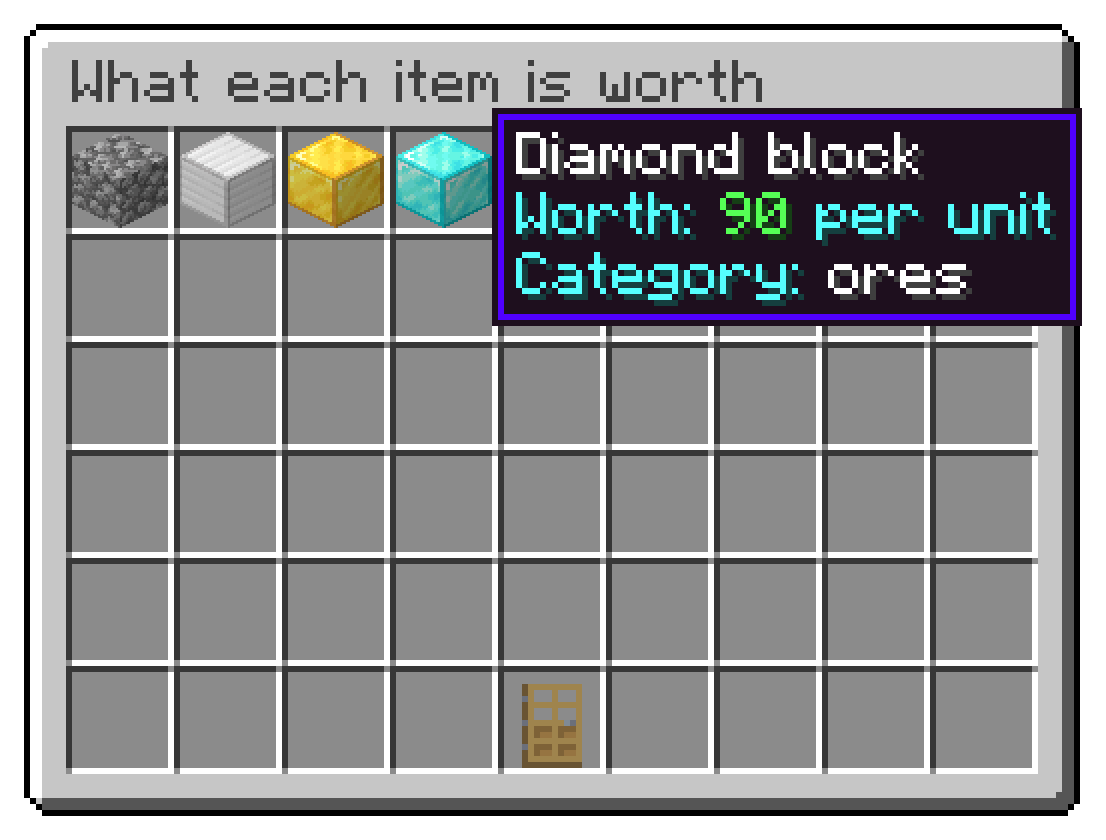 What each item is worth
Diamond block
Worth: 90 per unit
Category: ores